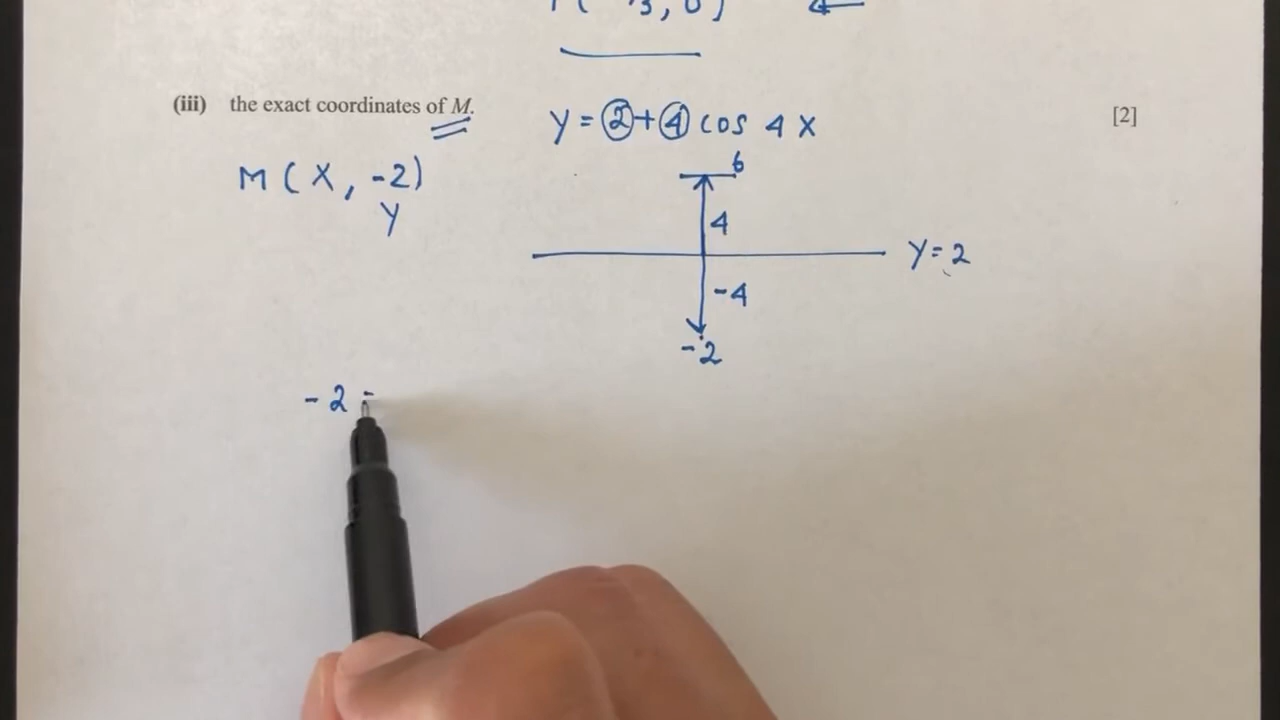 (iii) the exact coordinates of M. [2]
y = 2 + 4 cos 4x
M(x, -2)
y
6
4
y = 2
-4
-2
-2 =